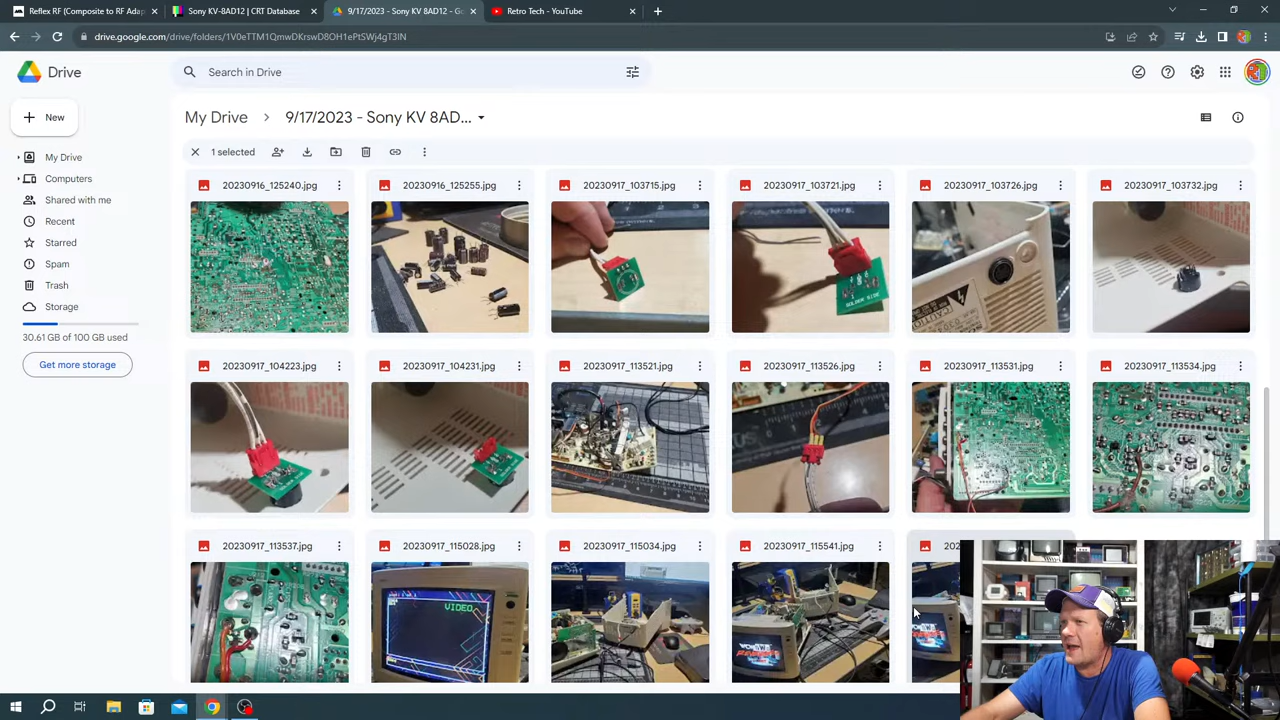 Reflex RF (Composite to RF Adap
Sony KV-8AD12 | CRT Database
9/17/2023 - Sony KV 8AD12 - Go
Retro Tech - YouTube
drive.google.com/drive/folders/1V0eTTM1QmwDKrswD8OH1ePtSWj4gT3IN
Drive
Search in Drive
New
My Drive
Computers
Shared with me
Recent
Starred
Spam
Trash
Storage
30.61 GB of 100 GB used
Get more storage
My Drive > 9/17/2023 - Sony KV 8AD...
1 selected
20230916_125240.jpg
20230916_125255.jpg
20230917_103715.jpg
20230917_103721.jpg
20230917_103726.jpg
20230917_103732.jpg
SOLDER SIDE
CAUTION
20230917_104223.jpg
20230917_104231.jpg
20230917_113521.jpg
20230917_113526.jpg
20230917_113531.jpg
20230917_113534.jpg
20230917_113537.jpg
20230917_115028.jpg
20230917_115034.jpg
20230917_115541.jpg
202
VIDEO